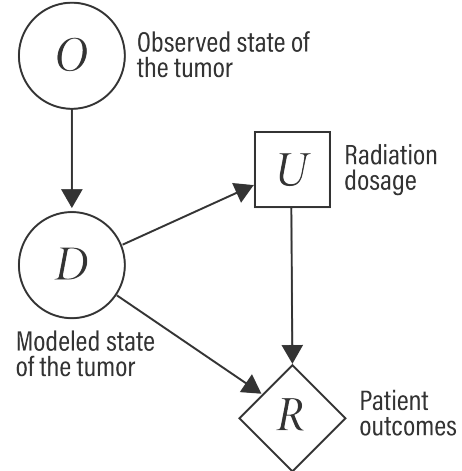 O
Observed state of
the tumor
U
Radiation
dosage
D
Modeled state
of the tumor
R
Patient
outcomes